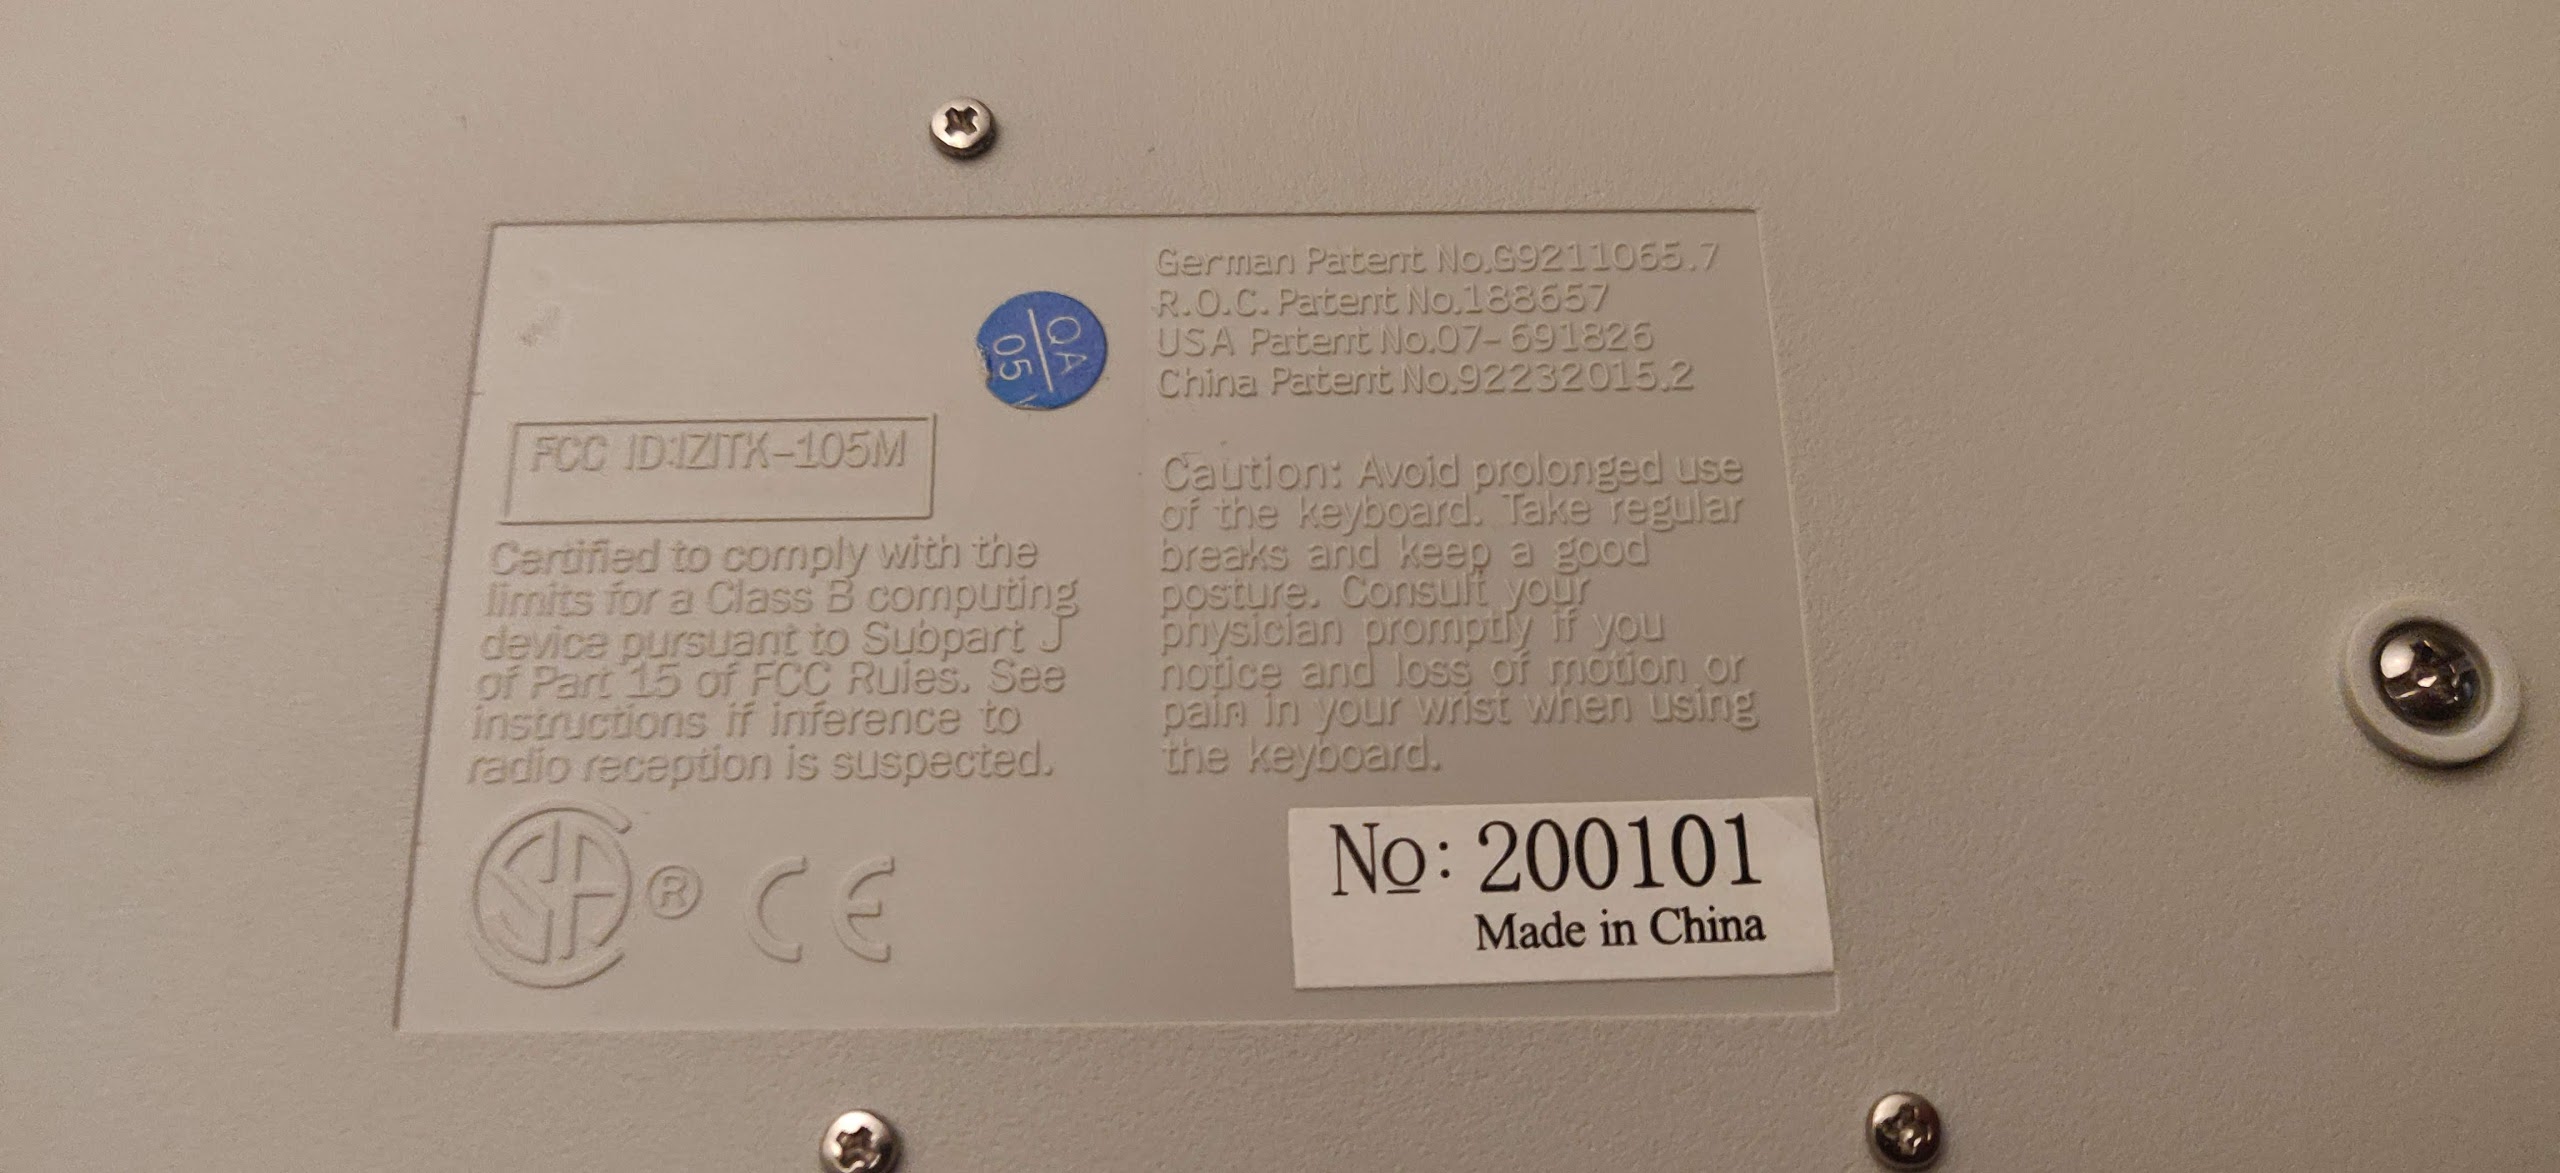 QA
05
FCC ID:IZITK-105M
Certified to comply with the
limits for a Class B computing
device pursuant to Subpart J
of Part 15 of FCC Rules. See
instructions if inference to
radio reception is suspected.
SA ® CE
German Patent No.G9211065.7
R.O.C. Patent No.188657
USA Patent No.07-691826
China Patent No.92232015.2
Caution: Avoid prolonged use
of the keyboard. Take regular
breaks and keep a good
posture. Consult your
physician promptly if you
notice and loss of motion or
pain in your wrist when using
the keyboard.
No: 200101
Made in China